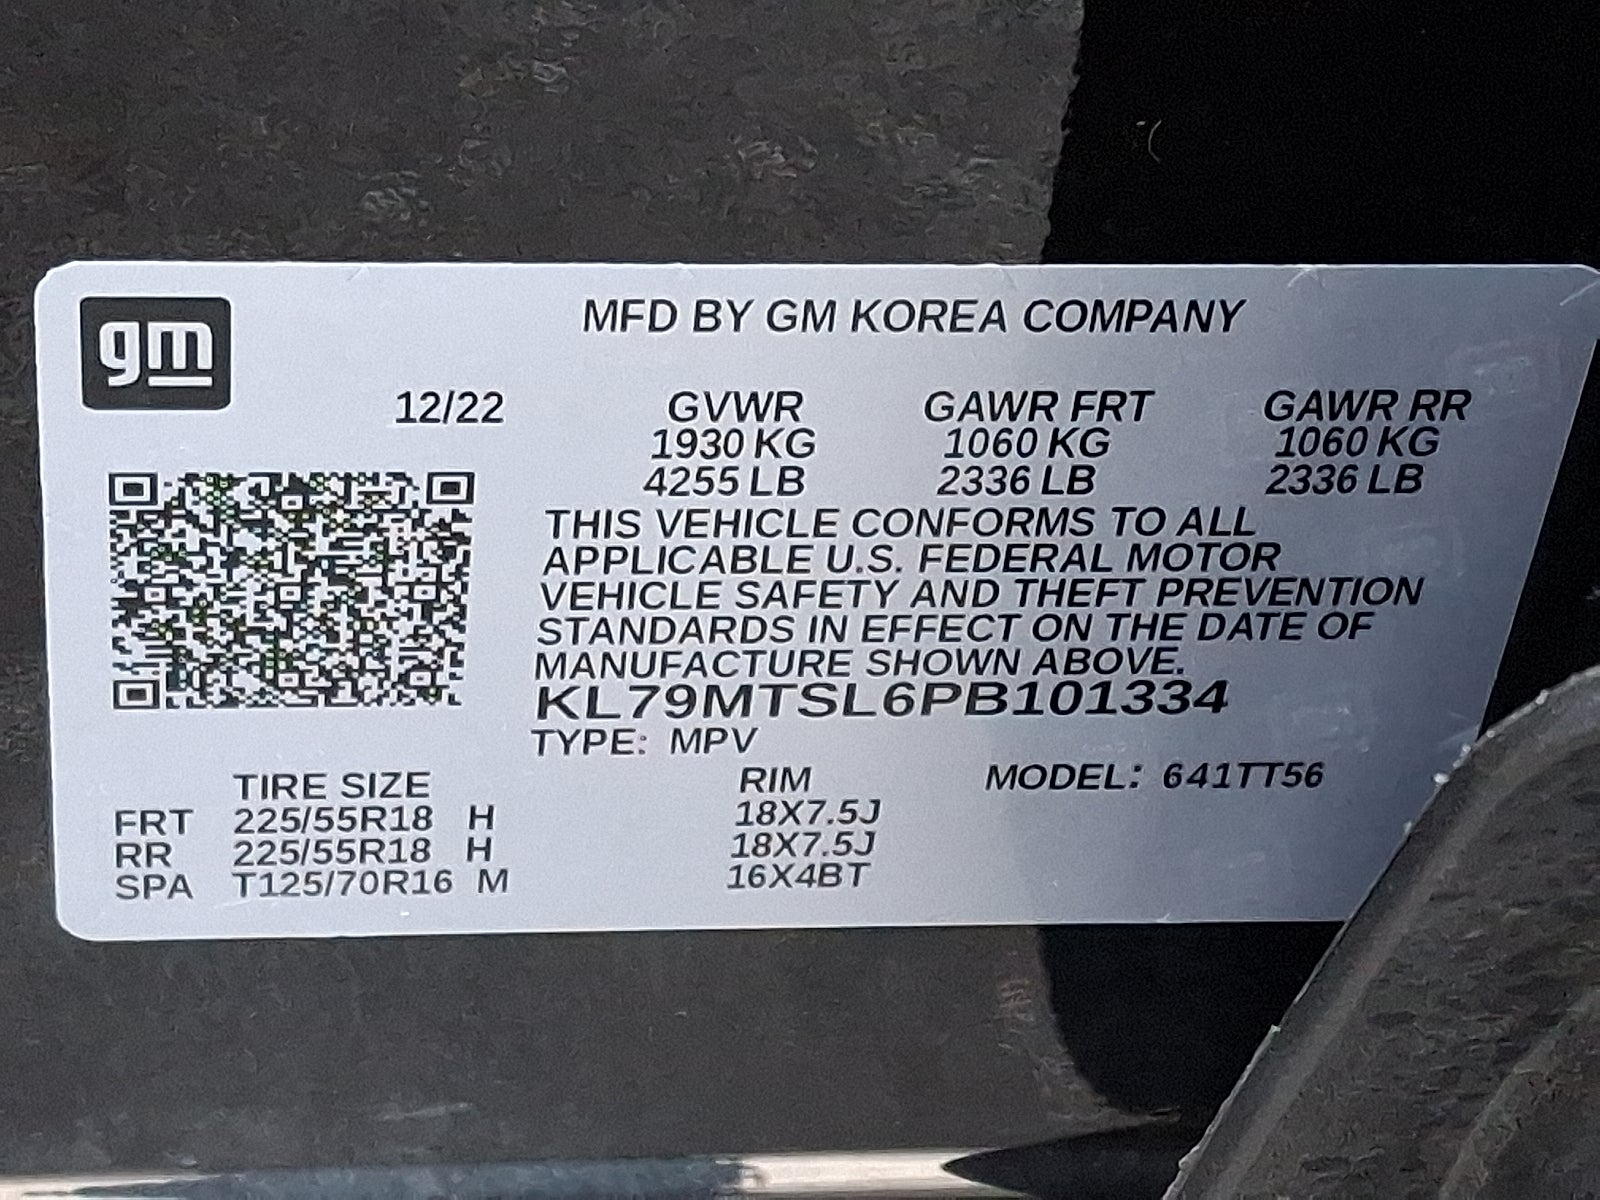 gm
MFD BY GM KOREA COMPANY
12/22 GVWR GAWR FRT GAWR RR
1930 KG 1060 KG 1060 KG
4255 LB 2336 LB 2336 LB
THIS VEHICLE CONFORMS TO ALL
APPLICABLE U.S. FEDERAL MOTOR
VEHICLE SAFETY AND THEFT PREVENTION
STANDARDS IN EFFECT ON THE DATE OF
MANUFACTURE SHOWN ABOVE.
KL79MTSL6PB101334
TYPE: MPV
TIRE SIZE RIM MODEL: 641TT56
FRT 225/55R18 H 18X7.5J
RR 225/55R18 H 18X7.5J
SPA T125/70R16 M 16X4BT